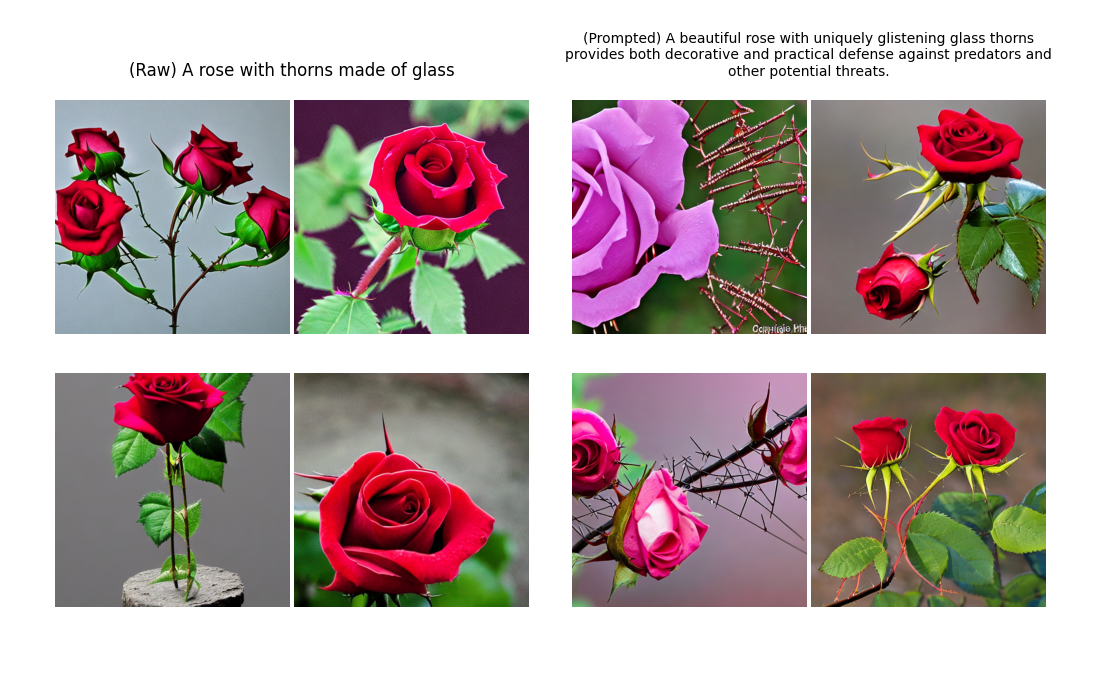 (Raw) A rose with thorns made of glass
(Prompted) A beautiful rose with uniquely glistening glass thorns
provides both decorative and practical defense against predators and
other potential threats.